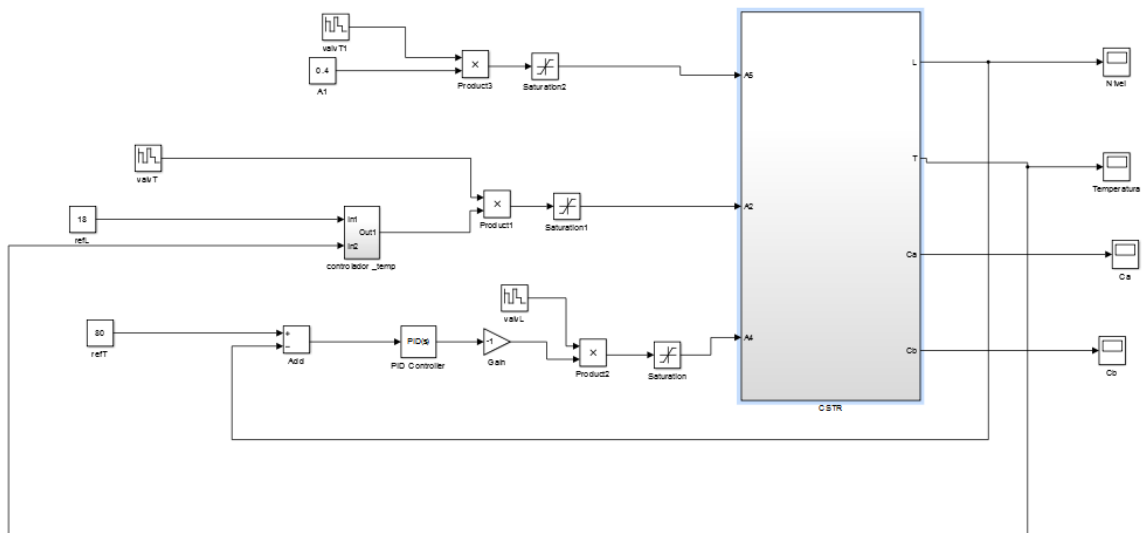 valvT1
0.4
A1
×
Product3
Saturation2
A5
L
Nível
valvT
T
Temperatura
18
refL
In1
In2
Out1
controlador _temp
×
Product1
Saturation1
A2
Ca
Ca
valvL
80
refT
+
−
Add
PID(s)
PID Controller
-1
Gain
×
Product2
Saturation
A4
Cb
Cb
CSTR